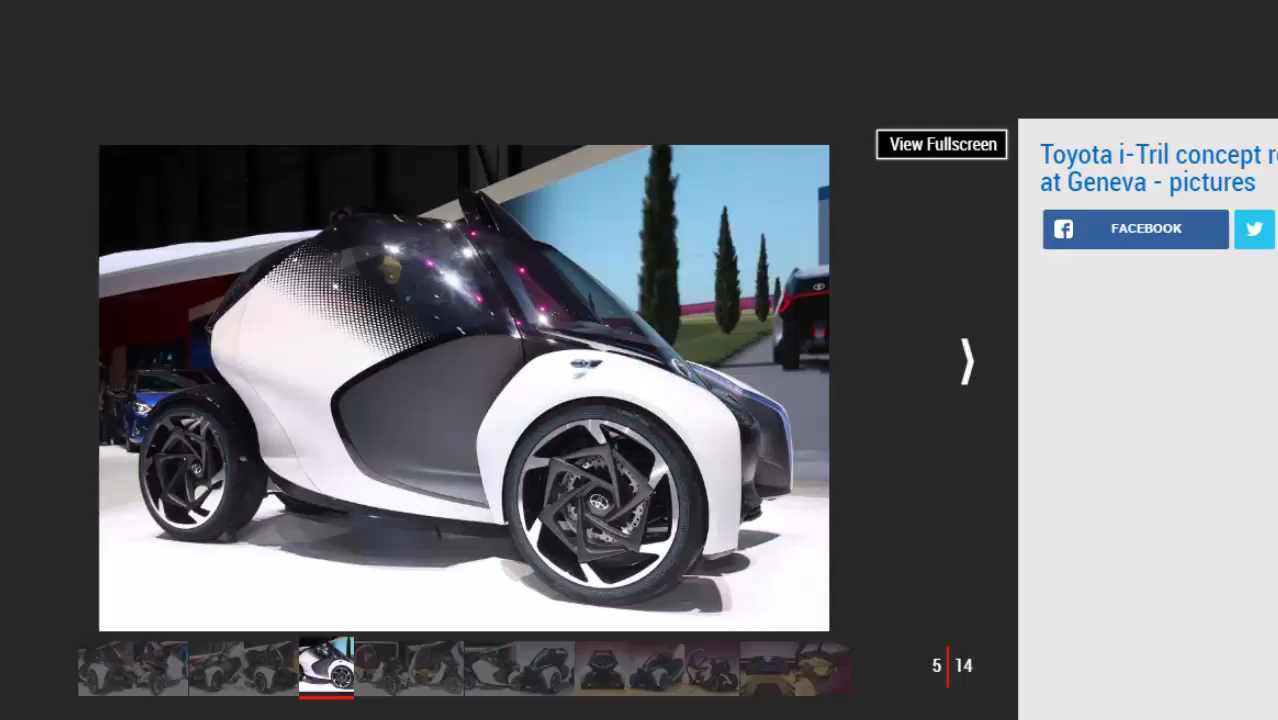 View Fullscreen
Toyota i-Tril concept
at Geneva - pictures
FACEBOOK
5 14